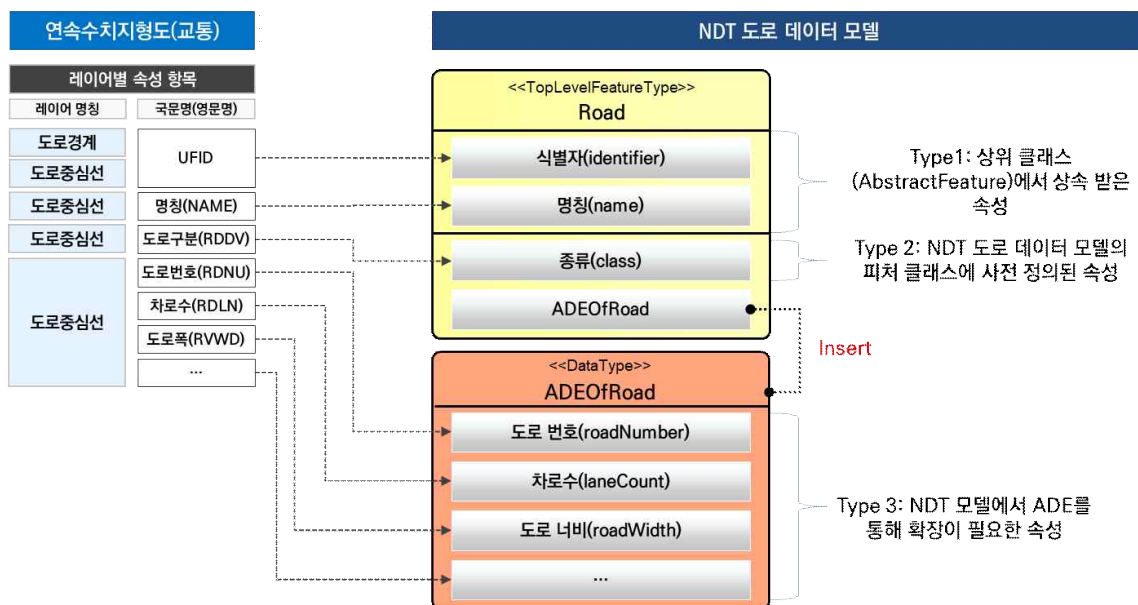 연속수치지형도(교통)
NDT 도로 데이터 모델
레이어별 속성 항목
레이어 명칭
국문명(영문명)
도로경계
도로중심선
UFID
도로중심선
명칭(NAME)
도로중심선
도로구분(RDDV)
도로중심선
도로번호(RDNU)
차로수(RDLN)
도로폭(RVWD)
...
<<TopLevelFeatureType>>
Road
식별자(identifier)
명칭(name)
종류(class)
ADEOfRoad
<<DataType>>
ADEOfRoad
도로 번호(roadNumber)
차로수(laneCount)
도로 너비(roadWidth)
...
Type1: 상위 클래스
(AbstractFeature)에서 상속 받은
속성
Type 2: NDT 도로 데이터 모델의
피처 클래스에 사전 정의된 속성
Insert
Type 3: NDT 모델에서 ADE를
통해 확장이 필요한 속성